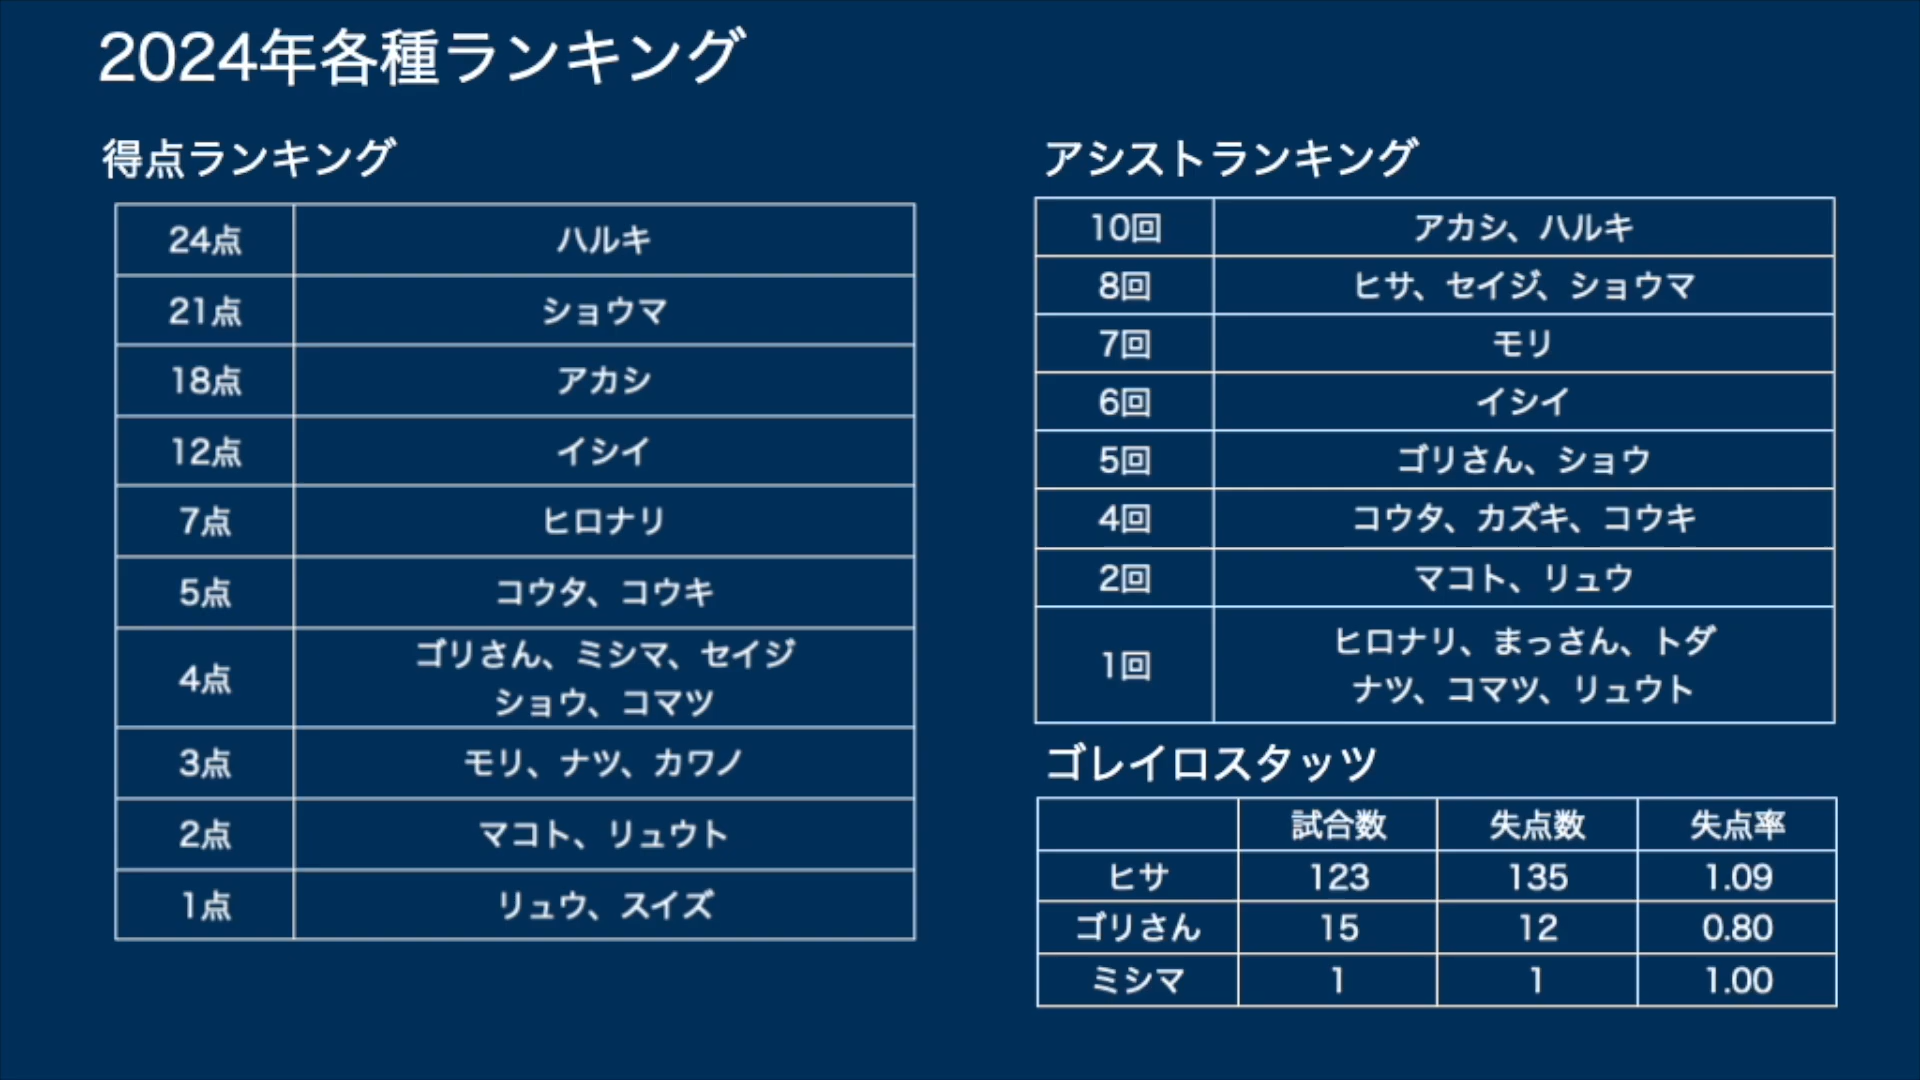 2024年各種ランキング
得点ランキング
24点 ハルキ
21点 ショウマ
18点 アカシ
12点 イシイ
7点 ヒロナリ
5点 コウタ、コウキ
4点 ゴリさん、ミシマ、セイジ
ショウ、コマツ
3点 モリ、ナツ、カワノ
2点 マコト、リュウト
1点 リュウ、スイズ
アシストランキング
10回 アカシ、ハルキ
8回 ヒサ、セイジ、ショウマ
7回 モリ
6回 イシイ
5回 ゴリさん、ショウ
4回 コウタ、カズキ、コウキ
2回 マコト、リュウ
1回 ヒロナリ、まっさん、トダ
ナツ、コマツ、リュウト
ゴレイロスタッツ
試合数 失点数 失点率
ヒサ 123 135 1.09
ゴリさん 15 12 0.80
ミシマ 1 1 1.00